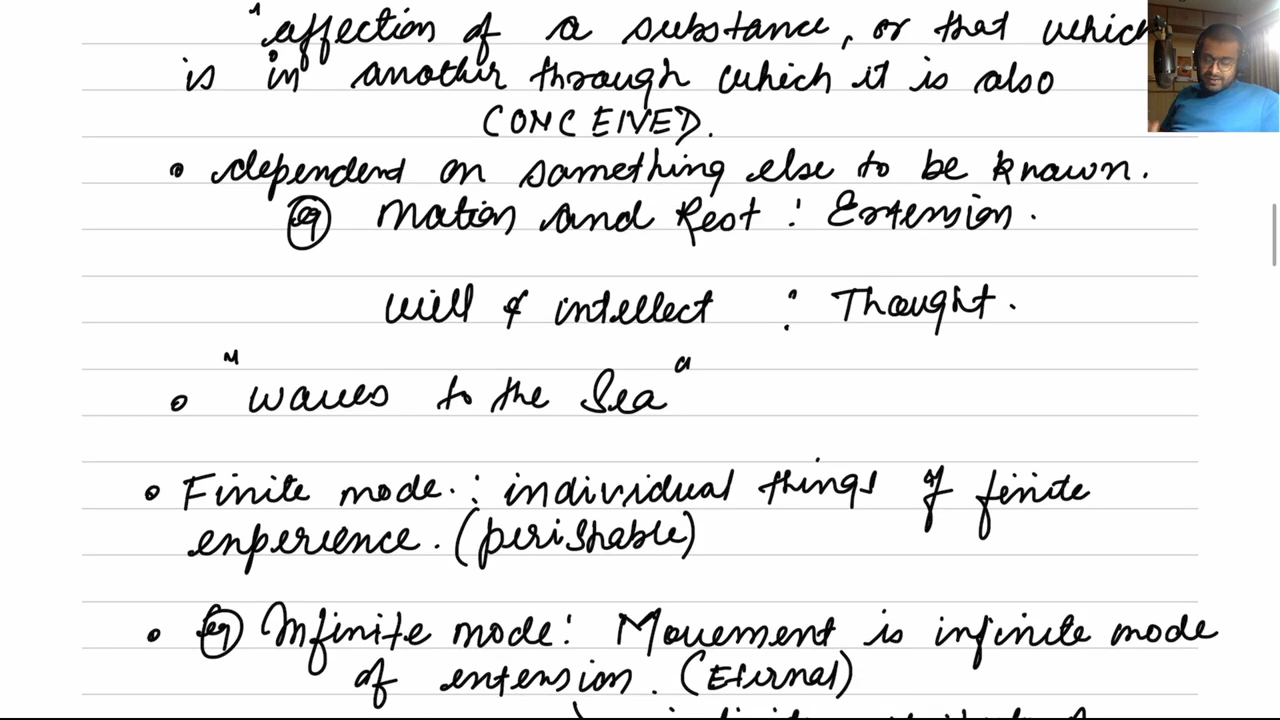 "affection of a substance, or that which
is in another through which it is also
CONCEIVED.
• dependent on something else to be known.
eg Motion and Rest : Extension.
will & intellect : Thought.
• "waves to the Sea"
• Finite mode. : individual things of finite
experience. (perishable)
• eg Infinite mode: Movement is infinite mode
of extension. (Eternal)